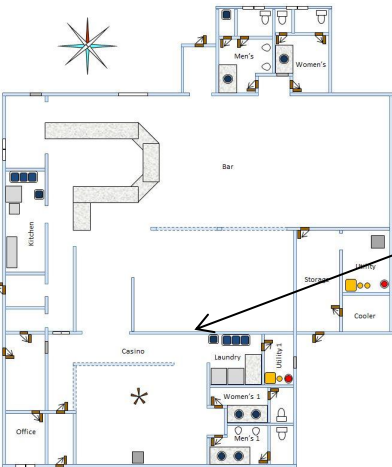 Men's
Women's
Bar
Kitchen
Utility
Storage
Cooler
Casino
Laundry
Utility 1
Women's 1
Office
Men's 1